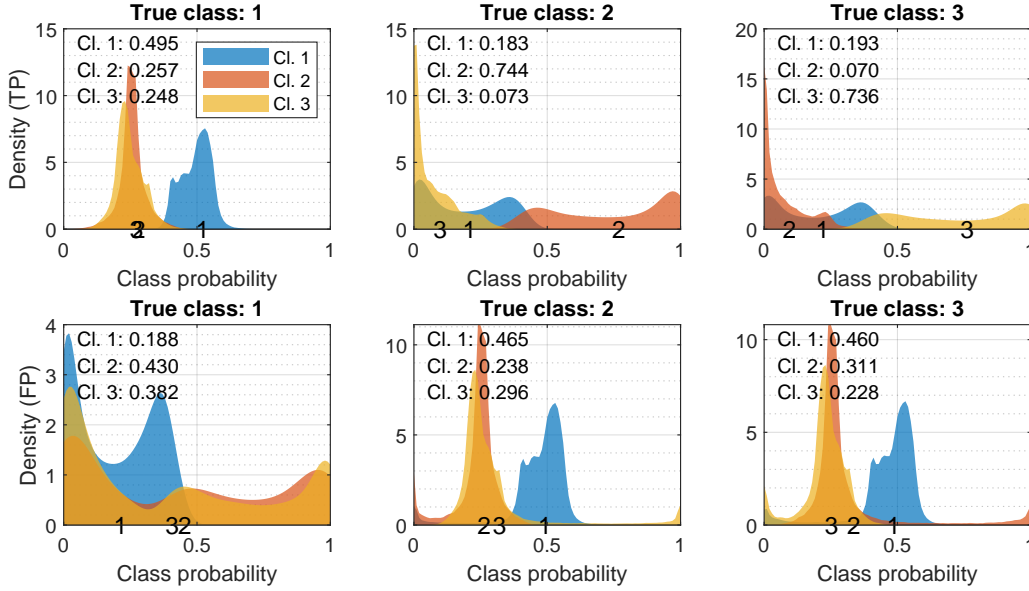 True class: 1
15
10
5
0
Density (TP)
Cl. 1: 0.495
Cl. 2: 0.257
Cl. 3: 0.248
Cl. 1
Cl. 2
Cl. 3
3
2
1
0
0.5
1
Class probability
True class: 2
15
10
5
0
Cl. 1: 0.183
Cl. 2: 0.744
Cl. 3: 0.073
3
1
2
0
0.5
1
Class probability
True class: 3
20
15
10
5
0
Cl. 1: 0.193
Cl. 2: 0.070
Cl. 3: 0.736
2
1
3
0
0.5
1
Class probability
True class: 1
4
3
2
1
0
Density (FP)
Cl. 1: 0.188
Cl. 2: 0.430
Cl. 3: 0.382
1
3
2
0
0.5
1
Class probability
True class: 2
10
5
0
Cl. 1: 0.465
Cl. 2: 0.238
Cl. 3: 0.296
2
3
1
0
0.5
1
Class probability
True class: 3
10
5
0
Cl. 1: 0.460
Cl. 2: 0.311
Cl. 3: 0.228
3
2
1
0
0.5
1
Class probability